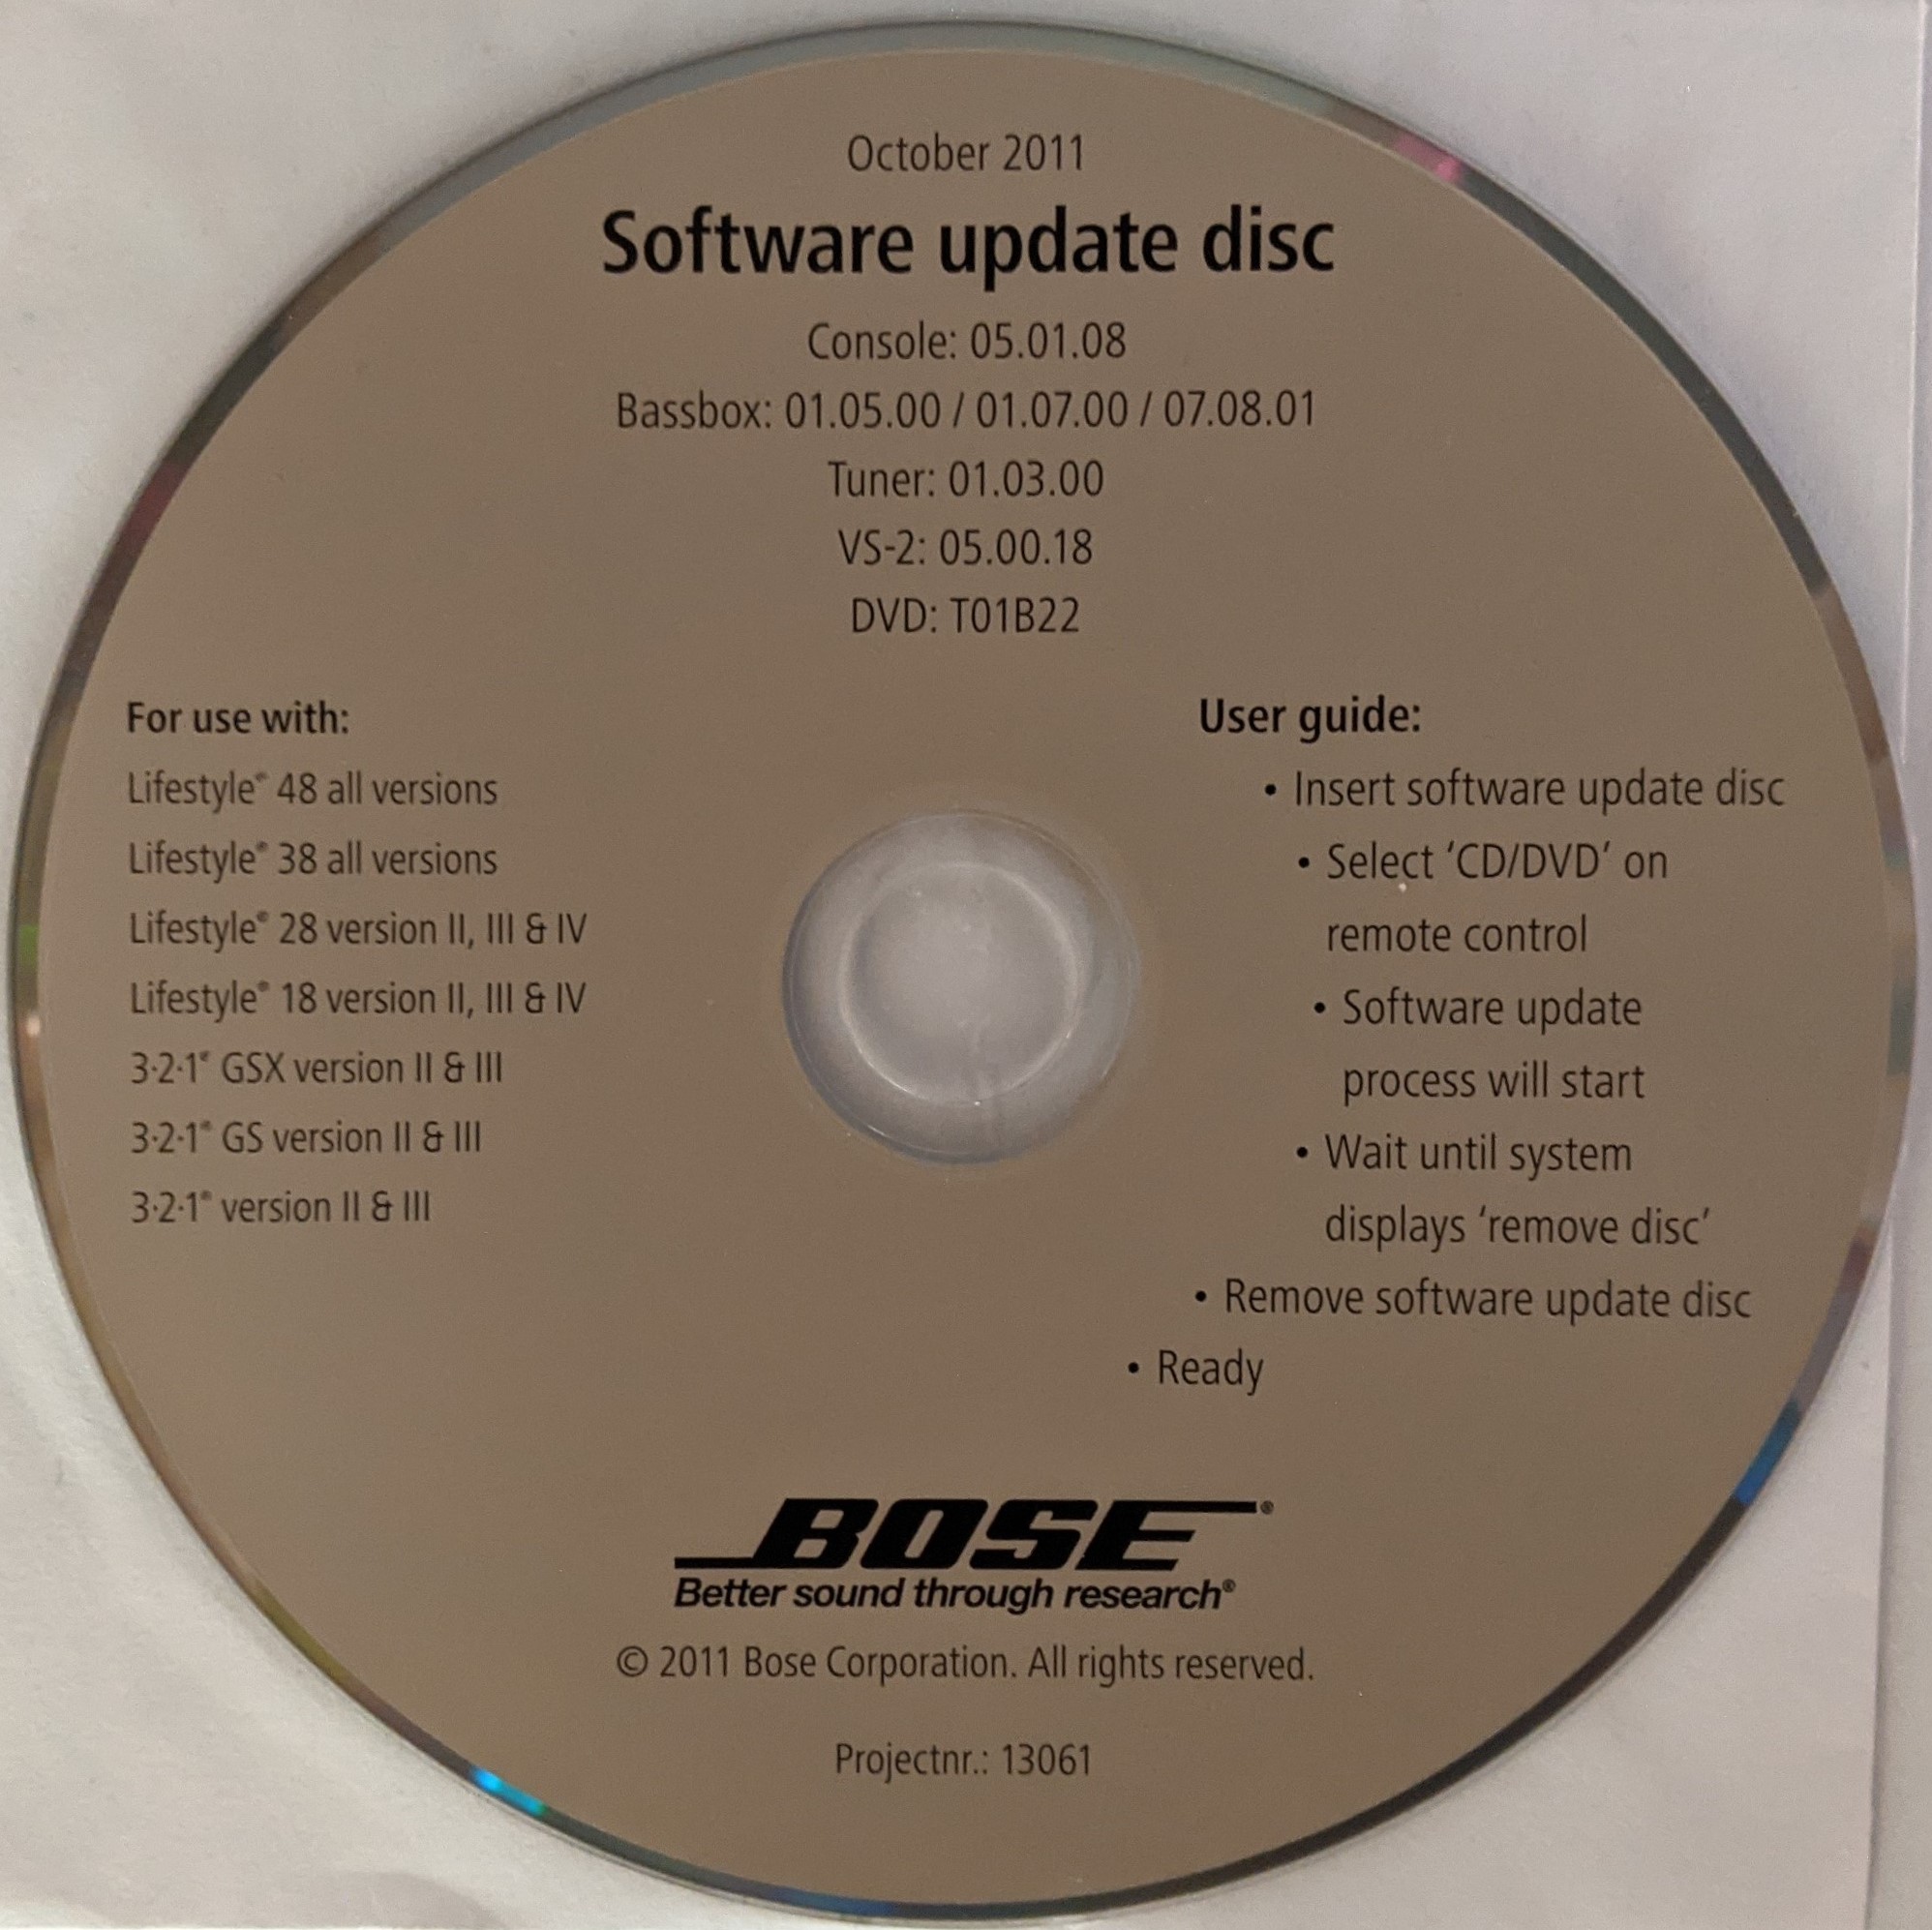 October 2011
Software update disc
Console: 05.01.08
Bassbox: 01.05.00 / 01.07.00 / 07.08.01
Tuner: 01.03.00
VS-2: 05.00.18
DVD: T01B22
For use with:
Lifestyle® 48 all versions
Lifestyle® 38 all versions
Lifestyle® 28 version II, III & IV
Lifestyle® 18 version II, III & IV
3·2·1® GSX version II & III
3·2·1® GS version II & III
3·2·1® version II & III
User guide:
• Insert software update disc
• Select ‘CD/DVD’ on
remote control
• Software update
process will start
• Wait until system
displays ‘remove disc’
• Remove software update disc
• Ready
BOSE®
Better sound through research®
© 2011 Bose Corporation. All rights reserved.
Projectnr.: 13061